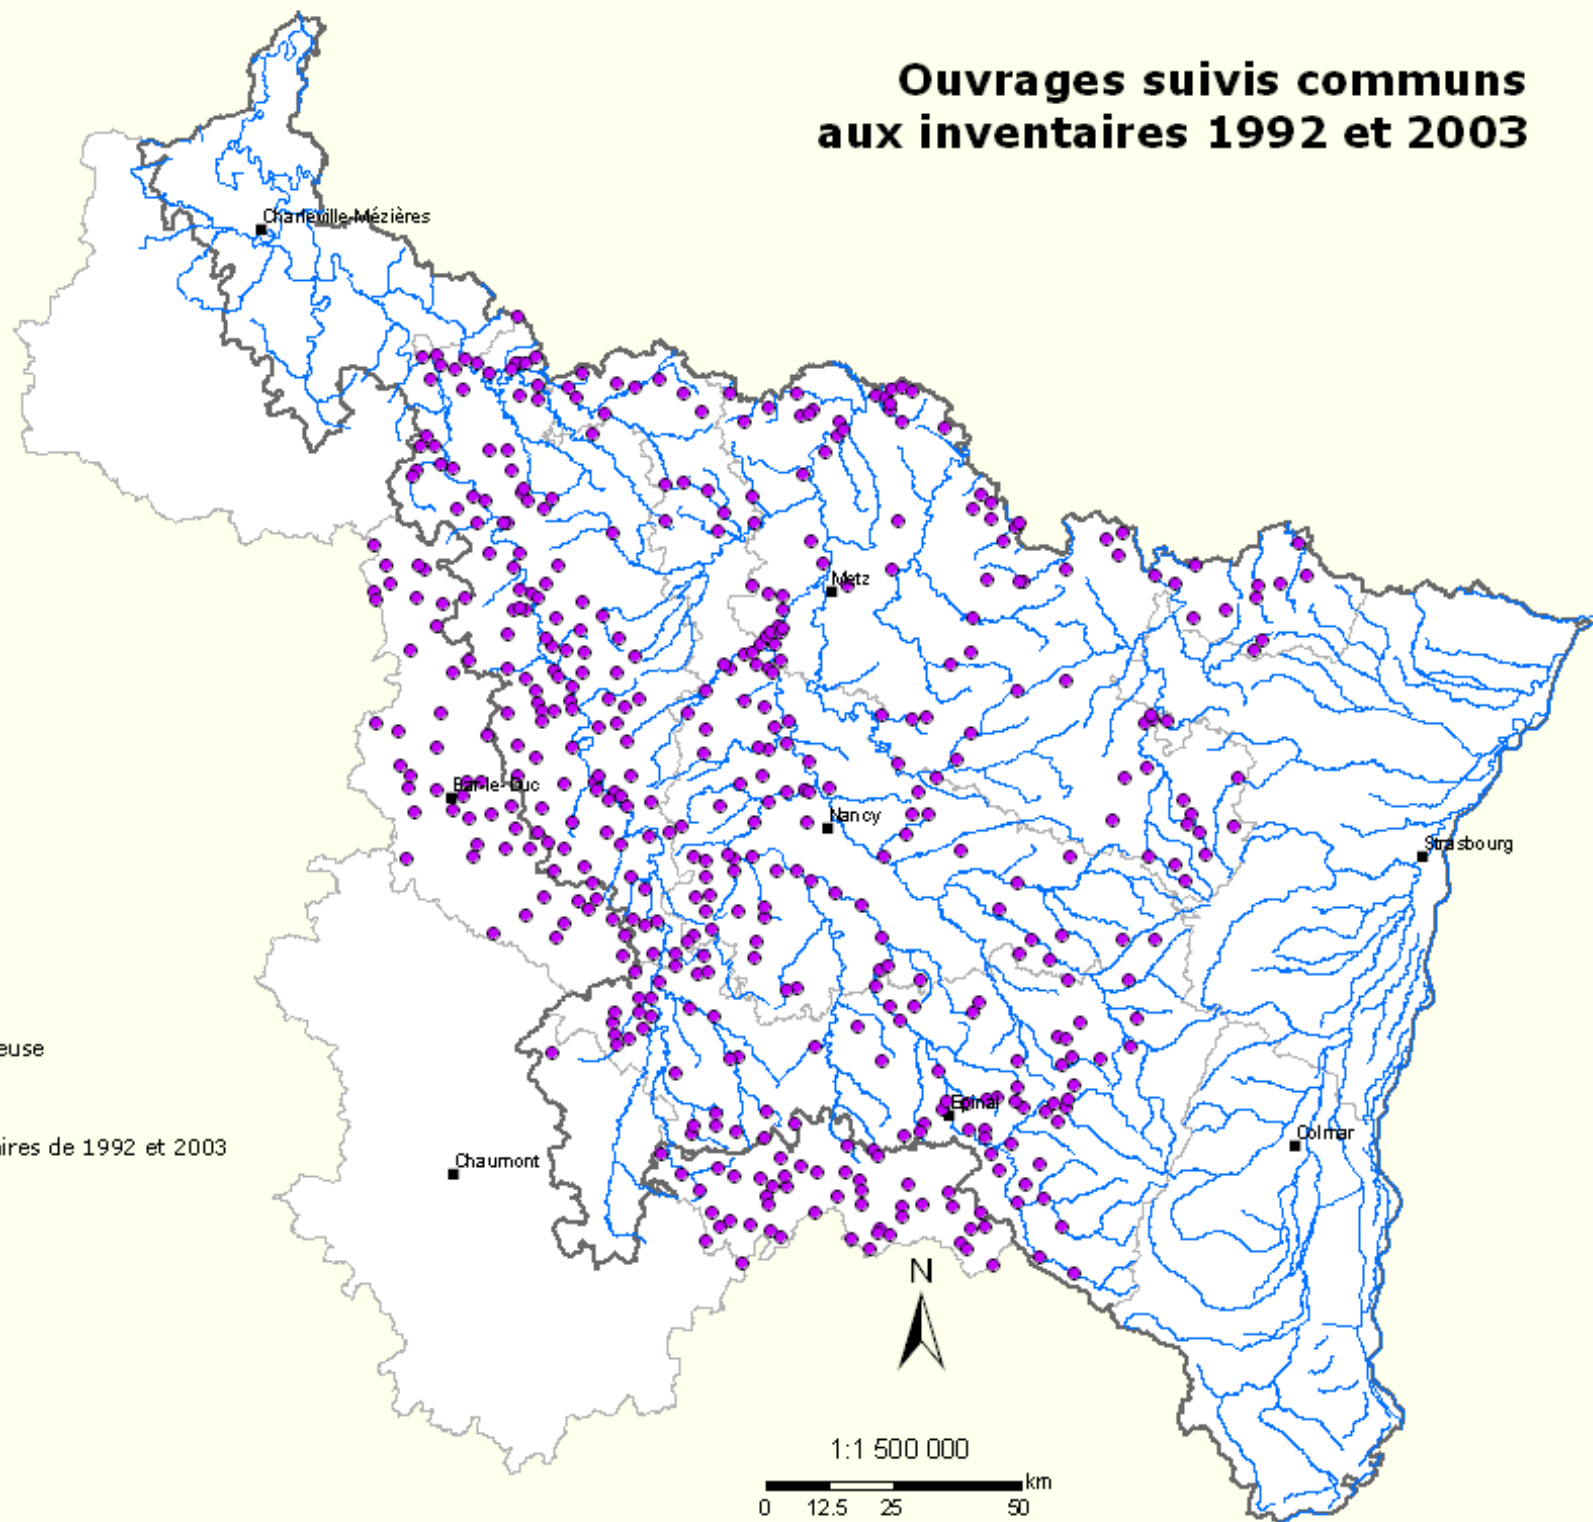 Ouvrages suivis communs
aux inventaires 1992 et 2003
Charleville-Mézières
Metz
Bar-le-Duc
Nancy
Strasbourg
Epinal
Colmar
Chaumont
euse
ires de 1992 et 2003
N
1:1 500 000
km
0 12.5 25 50